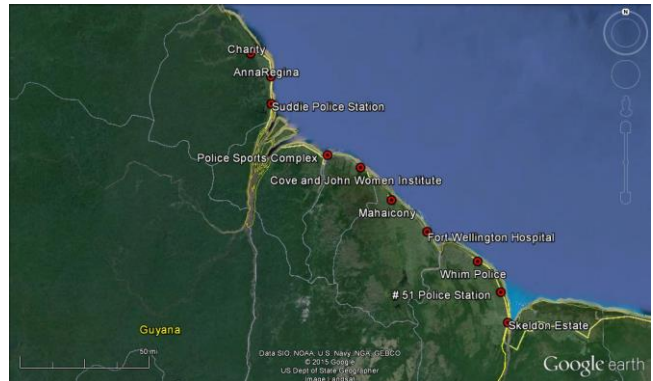 N
Charity
AnnaRegina
Suddie Police Station
Police Sports Complex
Cove and John Women Institute
Mahaicony
Fort Wellington Hospital
Whim Police
# 51 Police Station
Skeldon Estate
Guyana
50 mi
Data SIO, NOAA, U.S. Navy, NGA, GEBCO
© 2015 Google
US Dept of State Geographer
Image Landsat
Google earth